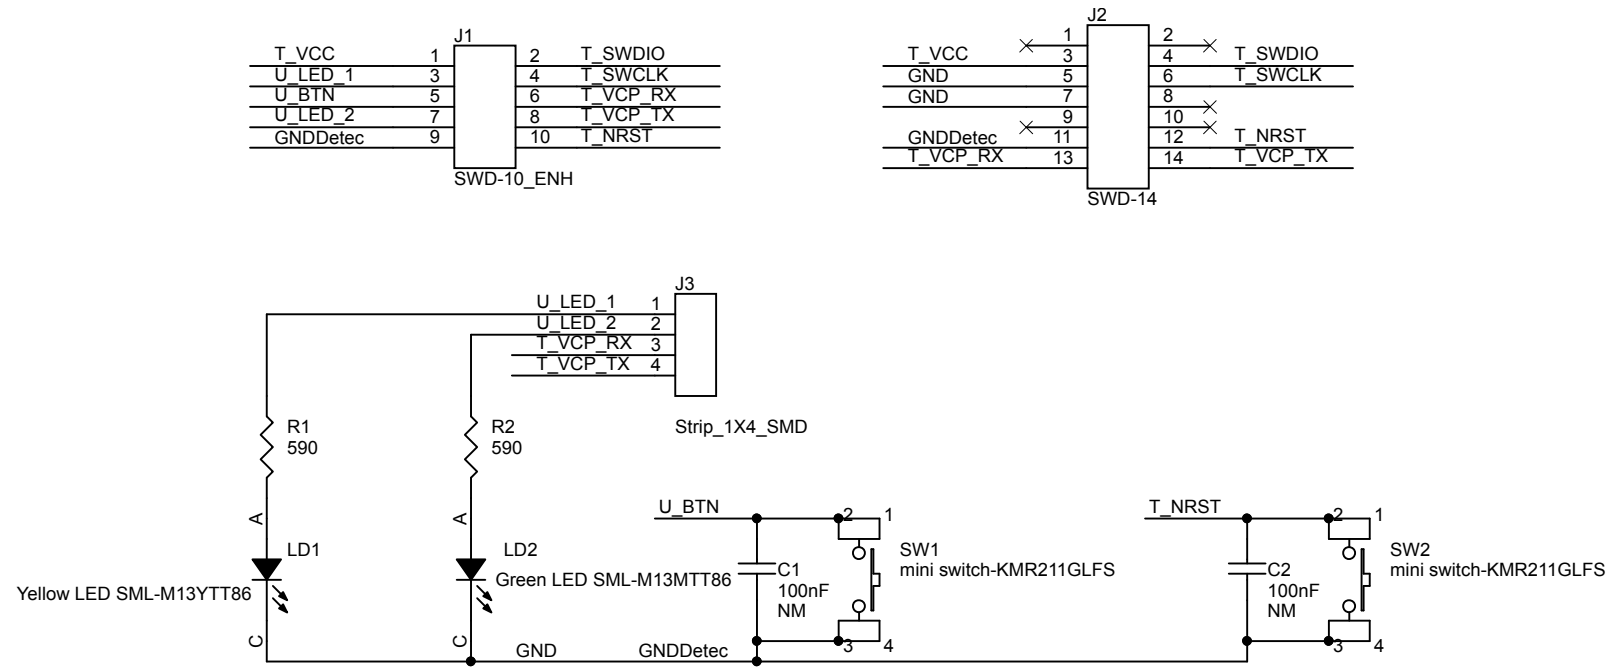 J1
T_VCC 1 2 T_SWDIO
U_LED_1 3 4 T_SWCLK
U_BTN 5 6 T_VCP_RX
U_LED_2 7 8 T_VCP_TX
GNDDetec 9 10 T_NRST
SWD-10_ENH
J2
1 2
T_VCC 3 4 T_SWDIO
GND 5 6 T_SWCLK
GND 7 8
9 10
GNDDetec 11 12 T_NRST
T_VCP_RX 13 14 T_VCP_TX
SWD-14
J3
U_LED_1 1
U_LED_2 2
T_VCP_RX 3
T_VCP_TX 4
Strip_1X4_SMD
R1
590
R2
590
A
LD1
Yellow LED SML-M13YTT86
C
A
LD2
Green LED SML-M13MTT86
C
GND GNDDetec
U_BTN 2 1
SW1
mini switch-KMR211GLFS
C1
100nF
NM
3 4
T_NRST 2 1
SW2
mini switch-KMR211GLFS
C2
100nF
NM
3 4